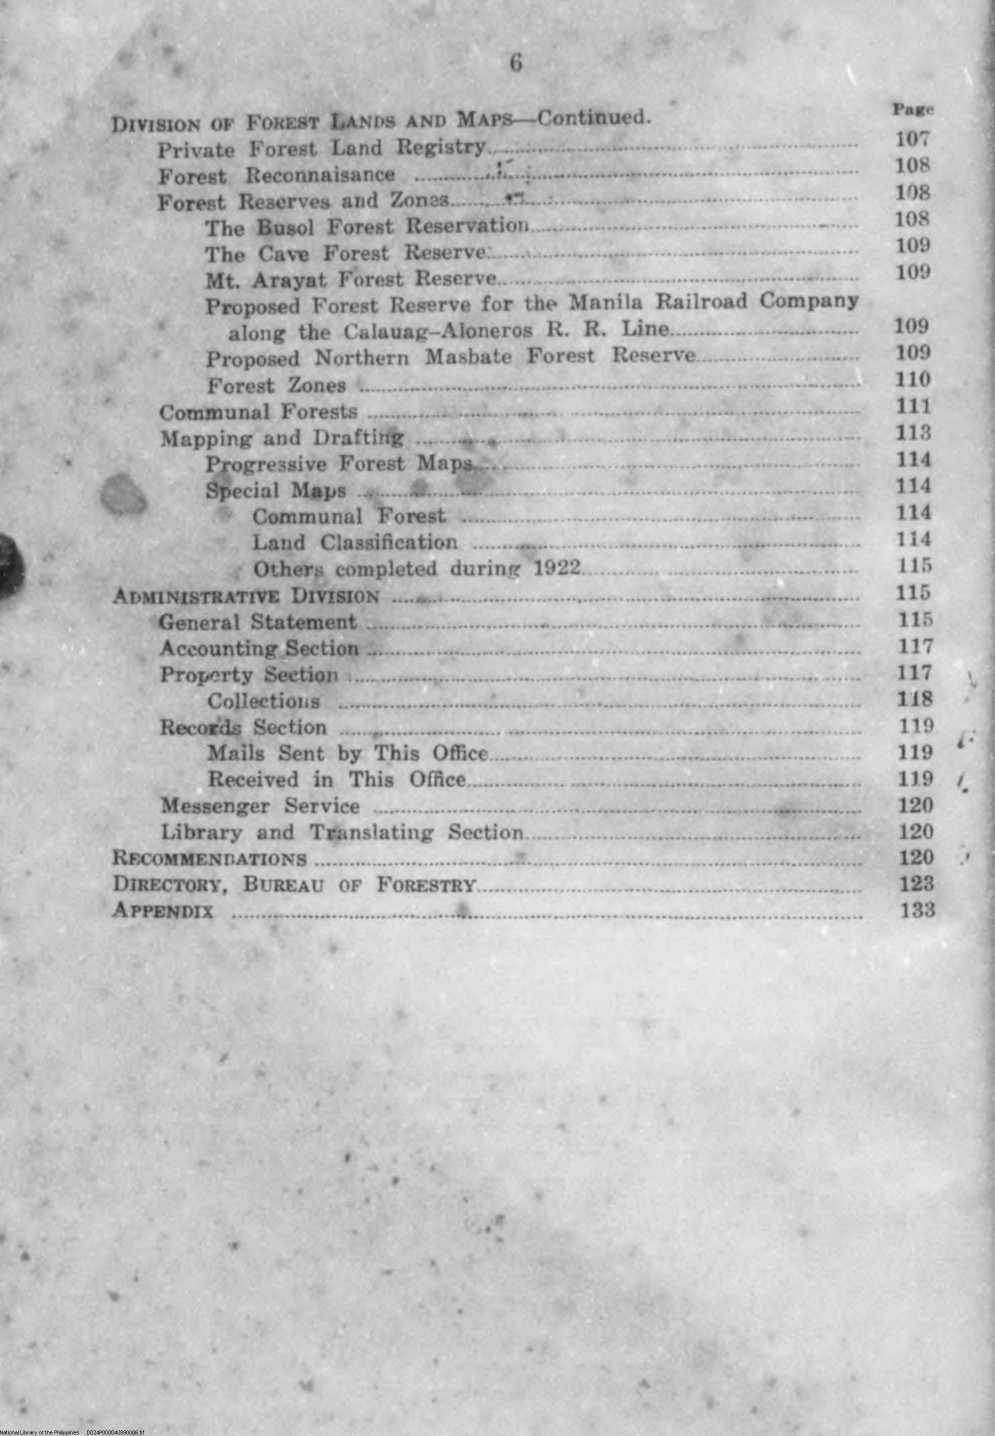 6
Page
DIVISION OF FOREST LANDS AND MAPS—Continued.
Private Forest Land Registry 107
Forest Reconnaisance 108
Forest Reserves and Zones 108
The Busol Forest Reservation 108
The Cave Forest Reserve 109
Mt. Arayat Forest Reserve 109
Proposed Forest Reserve for the Manila Railroad Company
along the Calauag-Aloneros R. R. Line 109
Proposed Northern Masbate Forest Reserve 109
Forest Zones 110
Communal Forests 111
Mapping and Drafting 113
Progressive Forest Maps 114
Special Maps 114
Communal Forest 114
Land Classification 114
Others completed during 1922 115
ADMINISTRATIVE DIVISION 115
General Statement 115
Accounting Section 117
Property Section 117
Collections 118
Records Section 119
Mails Sent by This Office 119
Received in This Office 119
Messenger Service 120
Library and Translating Section 120
RECOMMENDATIONS 120
DIRECTORY, BUREAU OF FORESTRY 123
APPENDIX 133
National Library of the Philippines